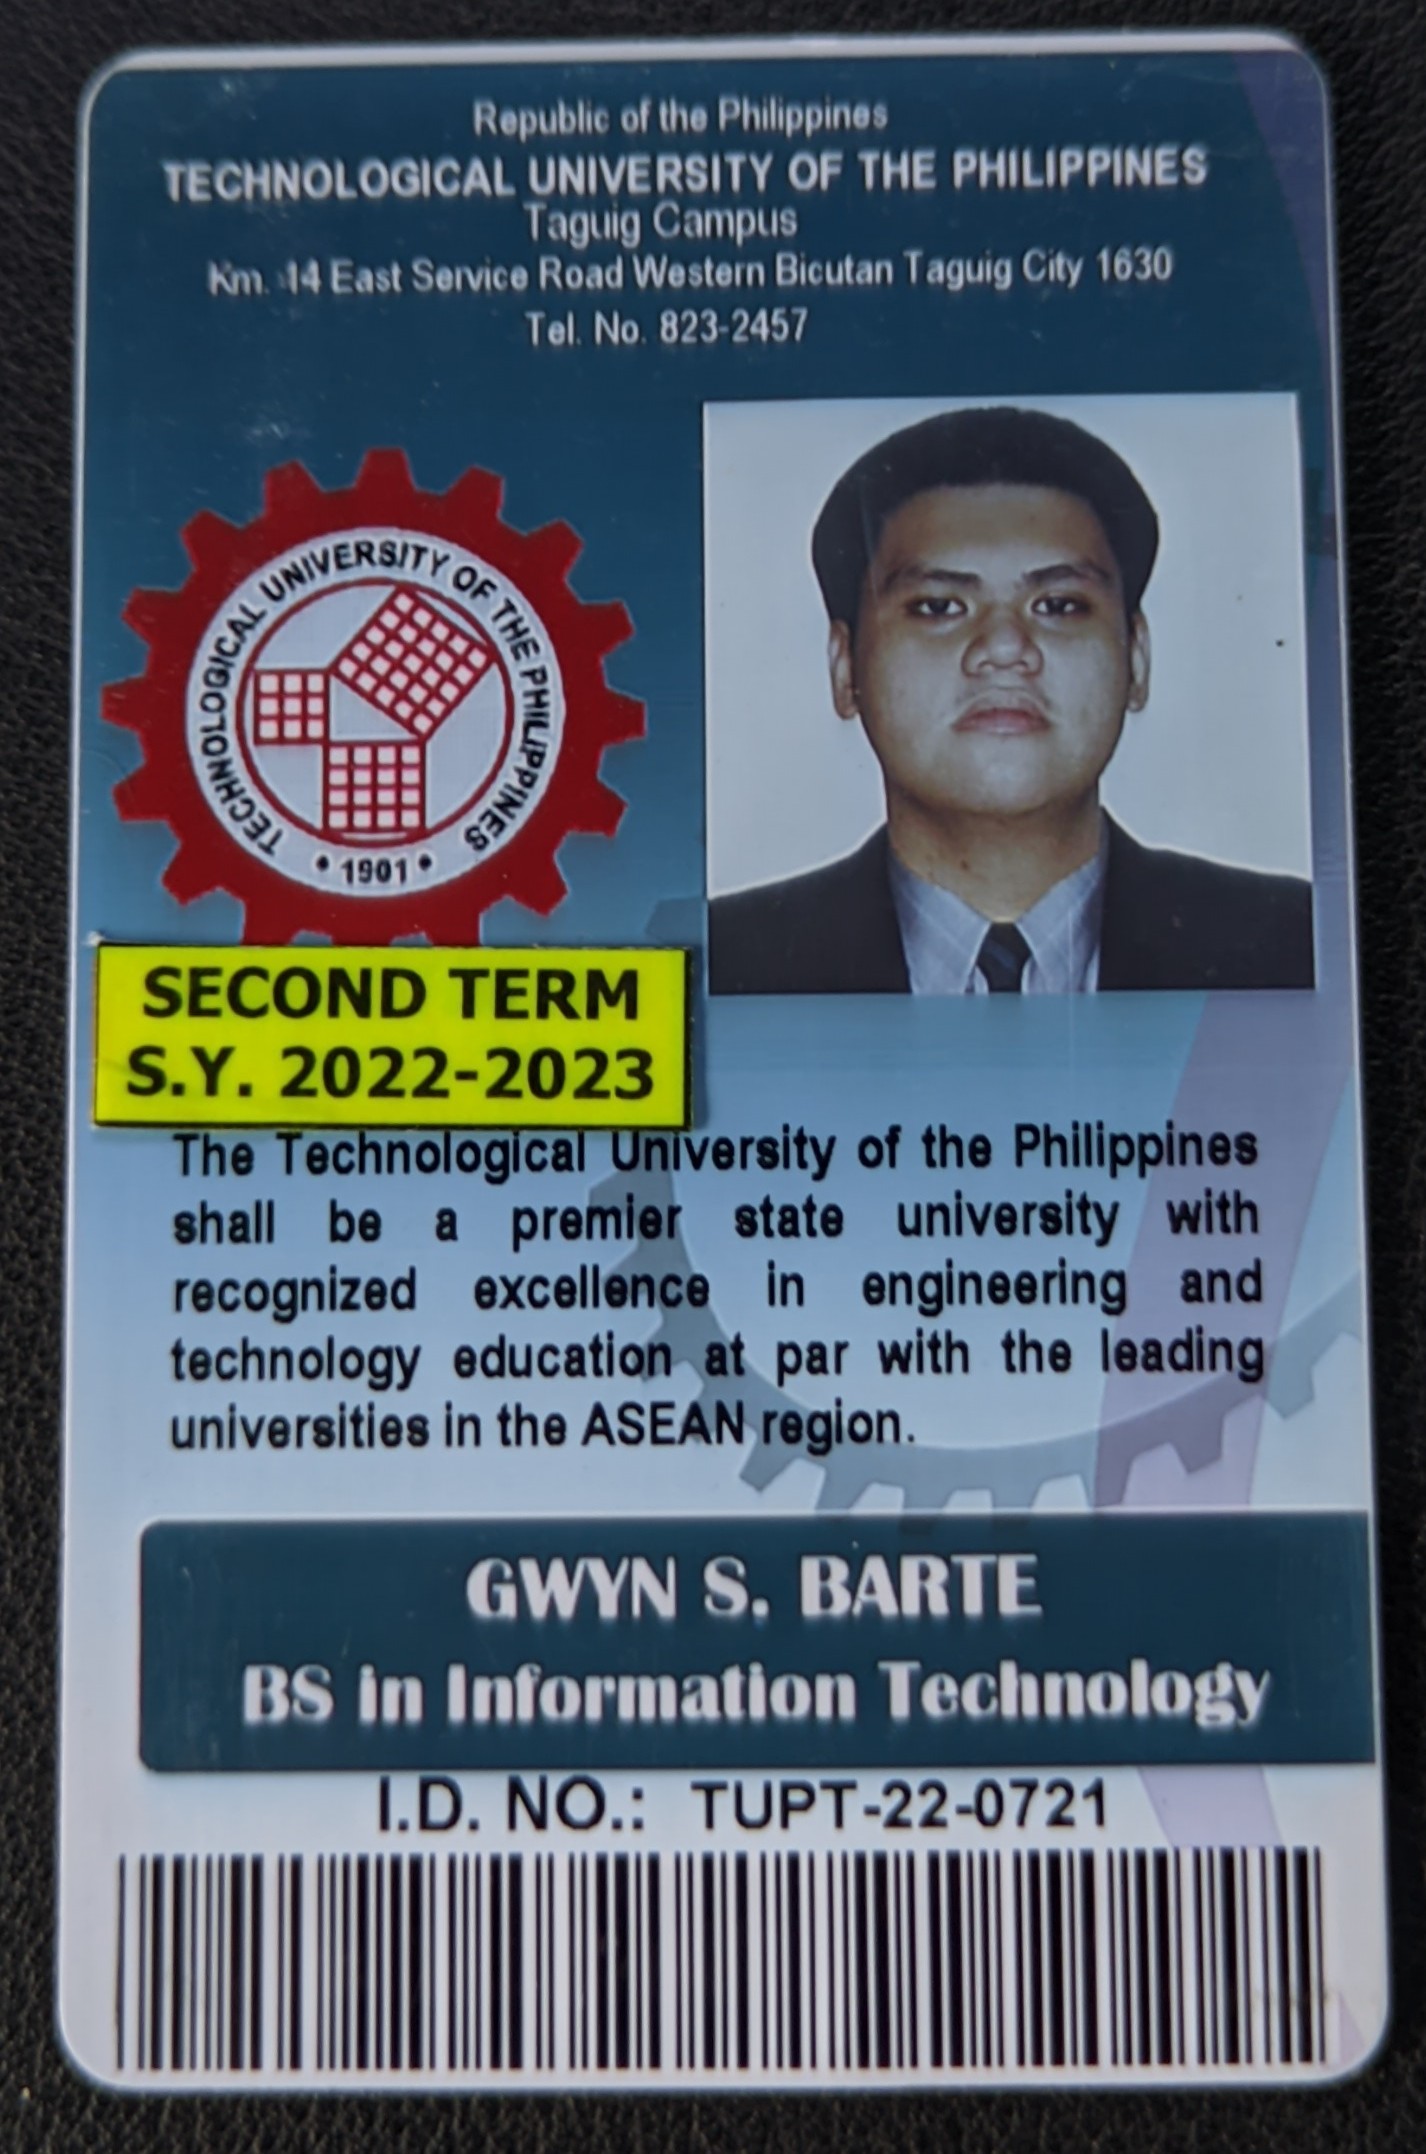 Republic of the Philippines
TECHNOLOGICAL UNIVERSITY OF THE PHILIPPINES
Taguig Campus
Km. 14 East Service Road Western Bicutan Taguig City 1630
Tel. No. 823-2457
TECHNOLOGICAL UNIVERSITY OF THE PHILIPPINES
• 1901 •
SECOND TERM
S.Y. 2022-2023
The Technological University of the Philippines
shall be a premier state university with
recognized excellence in engineering and
technology education at par with the leading
universities in the ASEAN region.
GWYN S. BARTE
BS in Information Technology
I.D. NO.: TUPT-22-0721